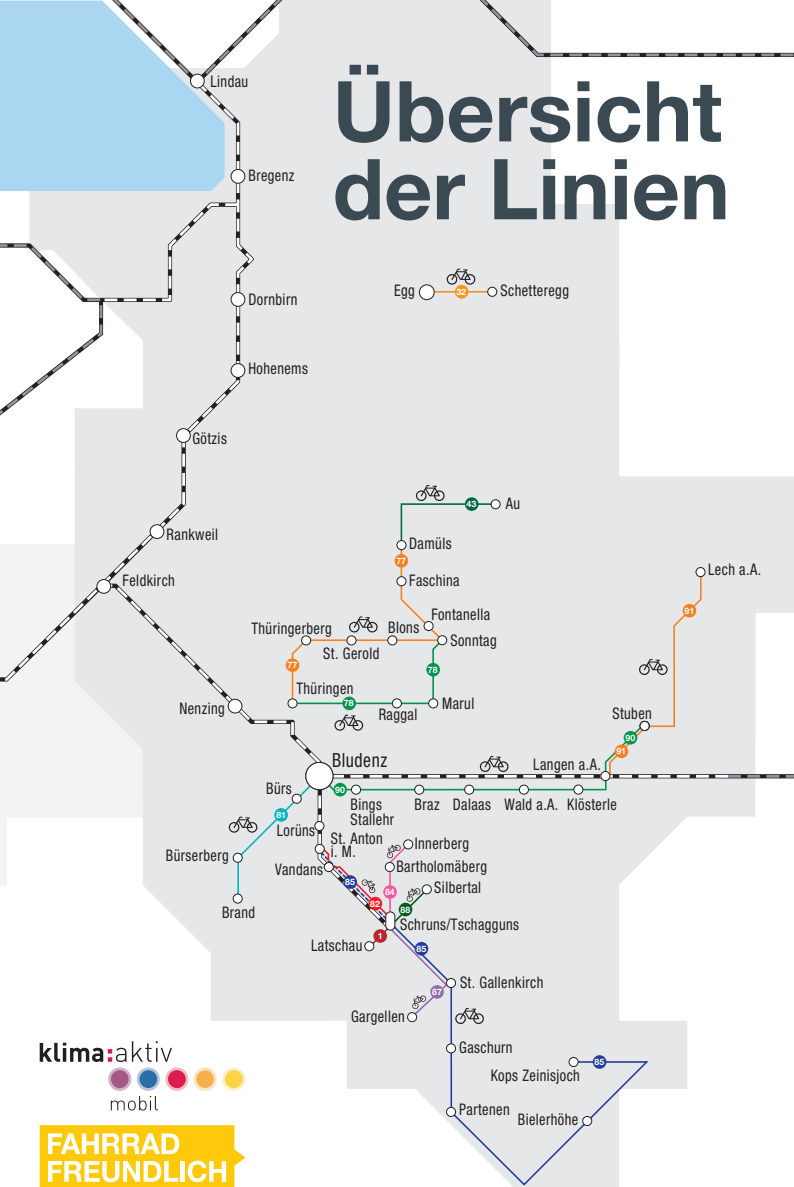 Übersicht
der Linien
Lindau
Bregenz
Dornbirn
Egg
32
Schetteregg
Hohenems
Götzis
Rankweil
Feldkirch
43
Au
Damüls
77
Faschina
Lech a.A.
91
Fontanella
Thüringerberg
Blons
Sonntag
St. Gerold
77
78
Thüringen
78
Raggal
Marul
Nenzing
Stuben
90
91
Bludenz
Langen a.A.
Bürs
90
Bings
Stallehr
Braz
Dalaas
Wald a.A.
Klösterle
81
Lorüns
St. Anton
i. M.
Innerberg
Bürserberg
Vandans
Bartholomäberg
85
84
Silbertal
82
88
Brand
Schruns/Tschagguns
1
Latschau
85
St. Gallenkirch
87
Gargellen
Gaschurn
85
Kops Zeinisjoch
Partenen
Bielerhöhe
klima:aktiv
mobil
FAHRRAD
FREUNDLICH